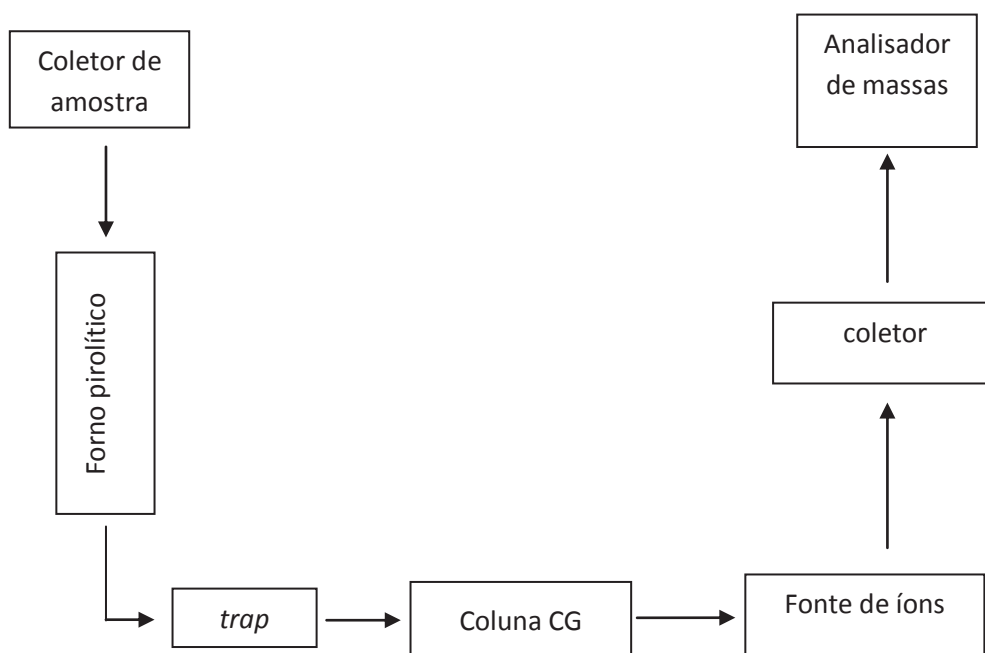 Coletor de
amostra
Forno pirolítico
trap
Coluna CG
Fonte de íons
coletor
Analisador
de massas